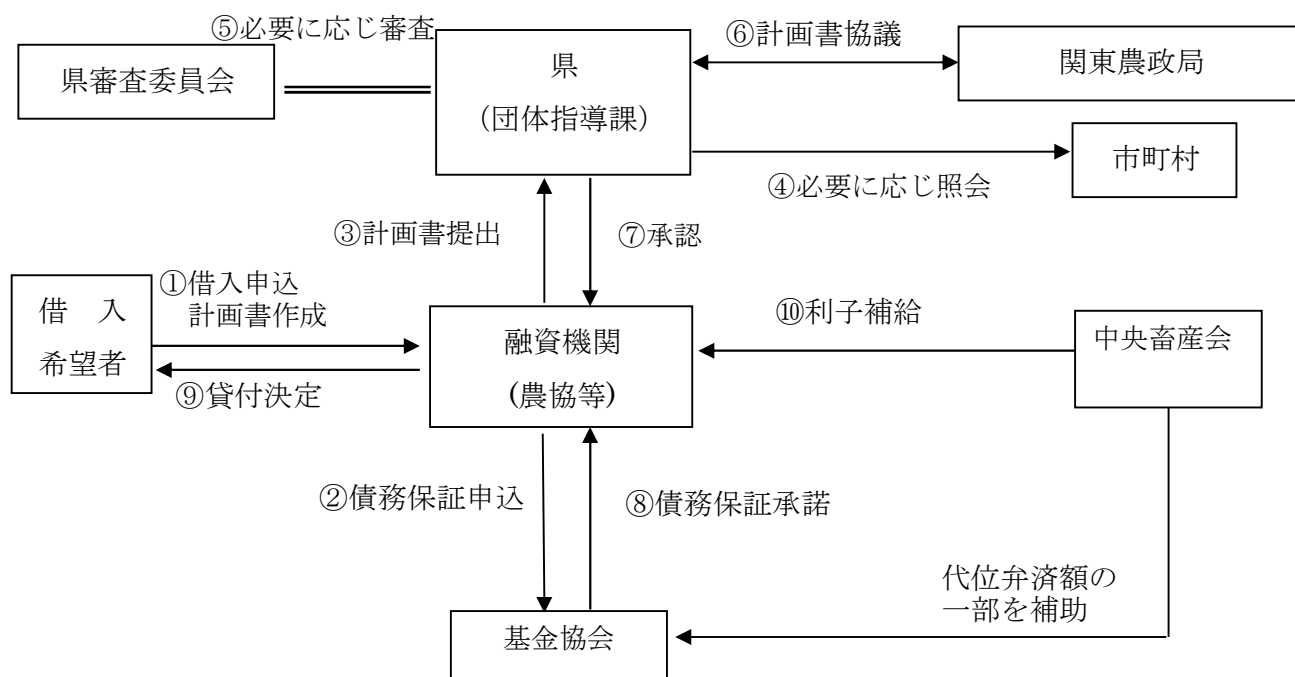 ⑤必要に応じ審査
県審査委員会
県
(団体指導課)
⑥計画書協議
関東農政局
市町村
④必要に応じ照会
③計画書提出
⑦承認
借 入
希望者
①借入申込
計画書作成
⑨貸付決定
融資機関
(農協等)
⑩利子補給
中央畜産会
②債務保証申込
⑧債務保証承諾
代位弁済額の
一部を補助
基金協会